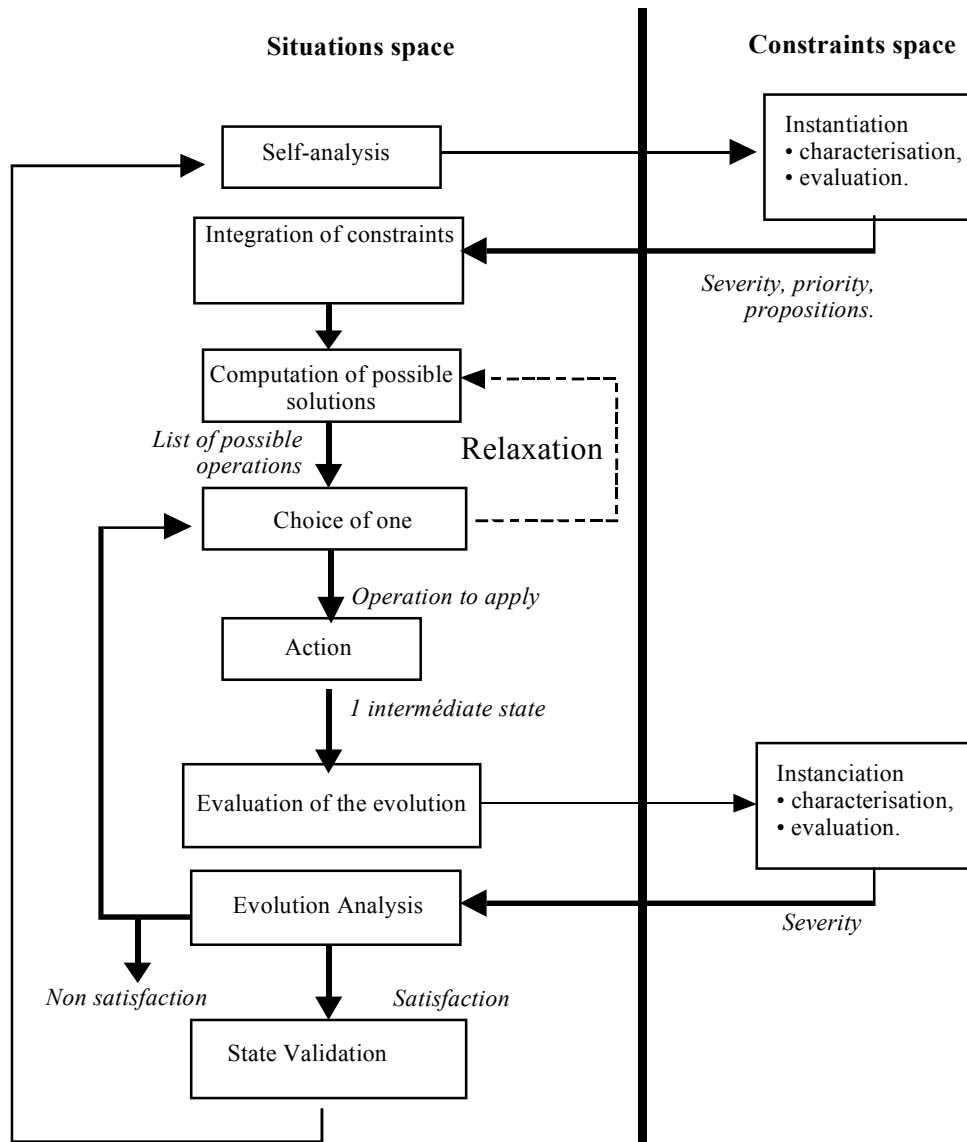 Situations space
Constraints space
Instantiation
• characterisation,
• evaluation.
Self-analysis
Integration of constraints
Severity, priority,
propositions.
Computation of possible
solutions
List of possible
operations
Relaxation
Choice of one
Operation to apply
Action
1 intermédiate state
Instanciation
• characterisation,
• evaluation.
Evaluation of the evolution
Evolution Analysis
Severity
Non satisfaction
Satisfaction
State Validation